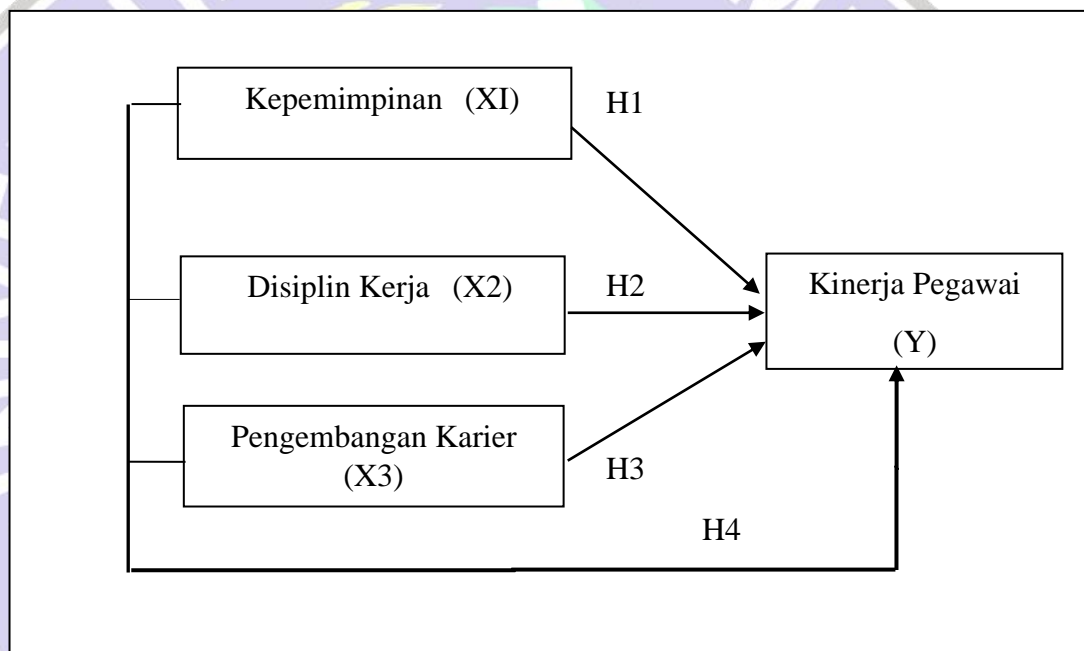 Kepemimpinan (XI)
H1
Disiplin Kerja (X2)
H2
Kinerja Pegawai
(Y)
Pengembangan Karier
(X3)
H3
H4